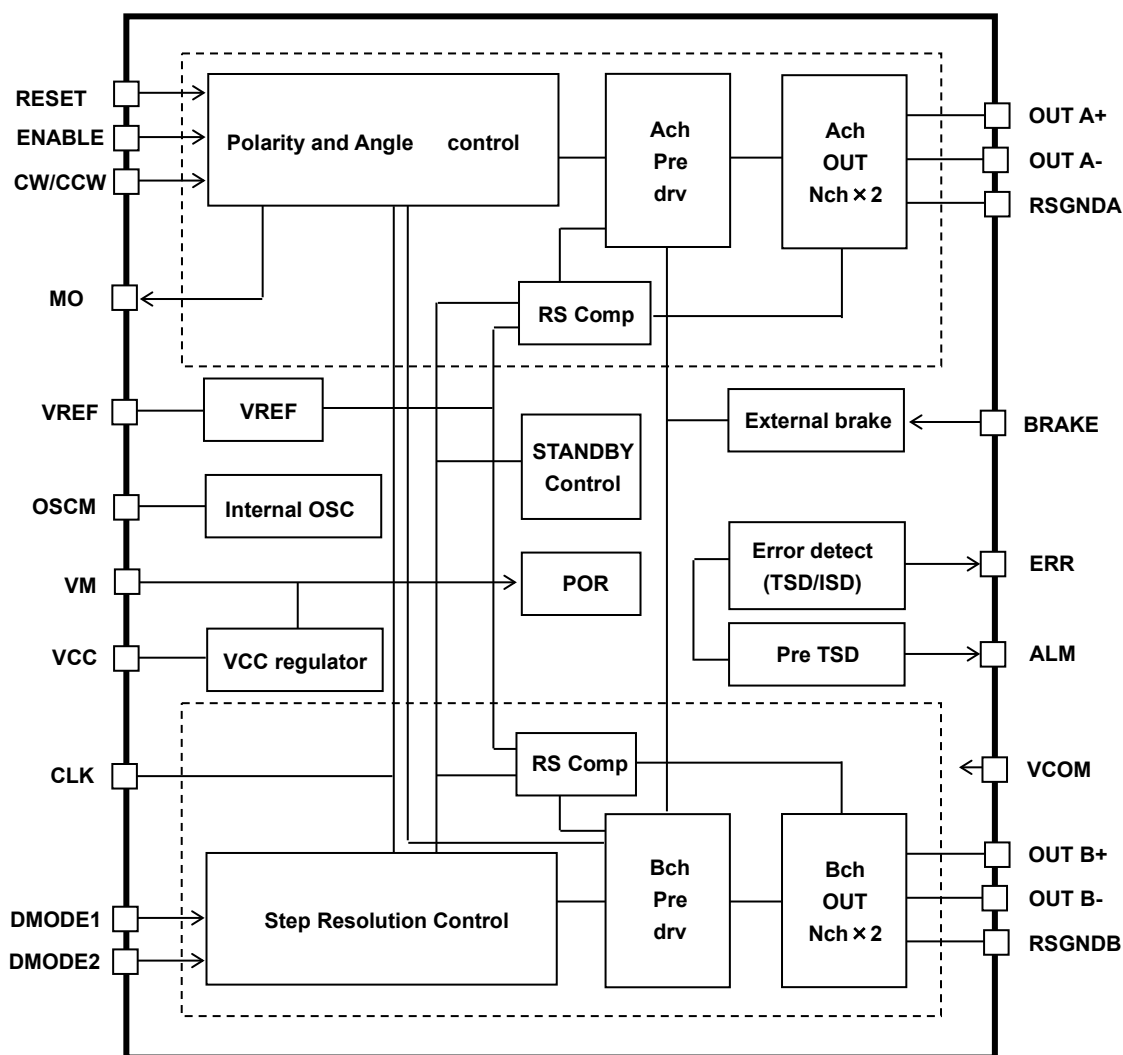 RESET
ENABLE
CW/CCW
MO
VREF
OSCM
VM
VCC
CLK
DMODE1
DMODE2
Polarity and Angle control
Ach
Pre
drv
Ach
OUT
Nch×2
RS Comp
VREF
STANDBY
Control
External brake
Internal OSC
POR
Error detect
(TSD/ISD)
VCC regulator
Pre TSD
RS Comp
Step Resolution Control
Bch
Pre
drv
Bch
OUT
Nch×2
OUT A+
OUT A-
RSGNDA
BRAKE
ERR
ALM
VCOM
OUT B+
OUT B-
RSGNDB